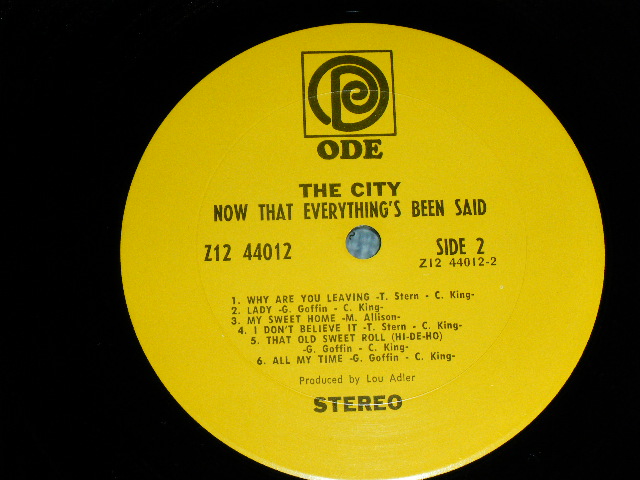 ODE
THE CITY
NOW THAT EVERYTHING'S BEEN SAID
Z12 44012
SIDE 2
Z12 44012-2
1. WHY ARE YOU LEAVING -T. Stern - C. King-
2. LADY -G. Goffin - C. King-
3. MY SWEET HOME -M. Allison-
4. I DON'T BELIEVE IT -T. Stern - C. King-
5. THAT OLD SWEET ROLL (HI-DE-HO)
-G. Goffin - C. King-
6. ALL MY TIME -G. Goffin - C. King-
Produced by Lou Adler
STEREO